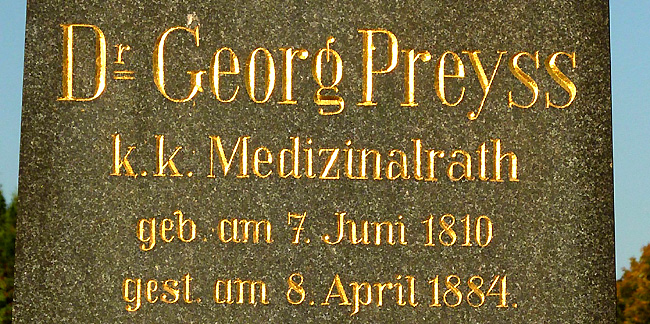 Dr Georg Preyss
k. k. Medizinalrath
geb. am 7. Juni 1810
gest. am 8. April 1884.